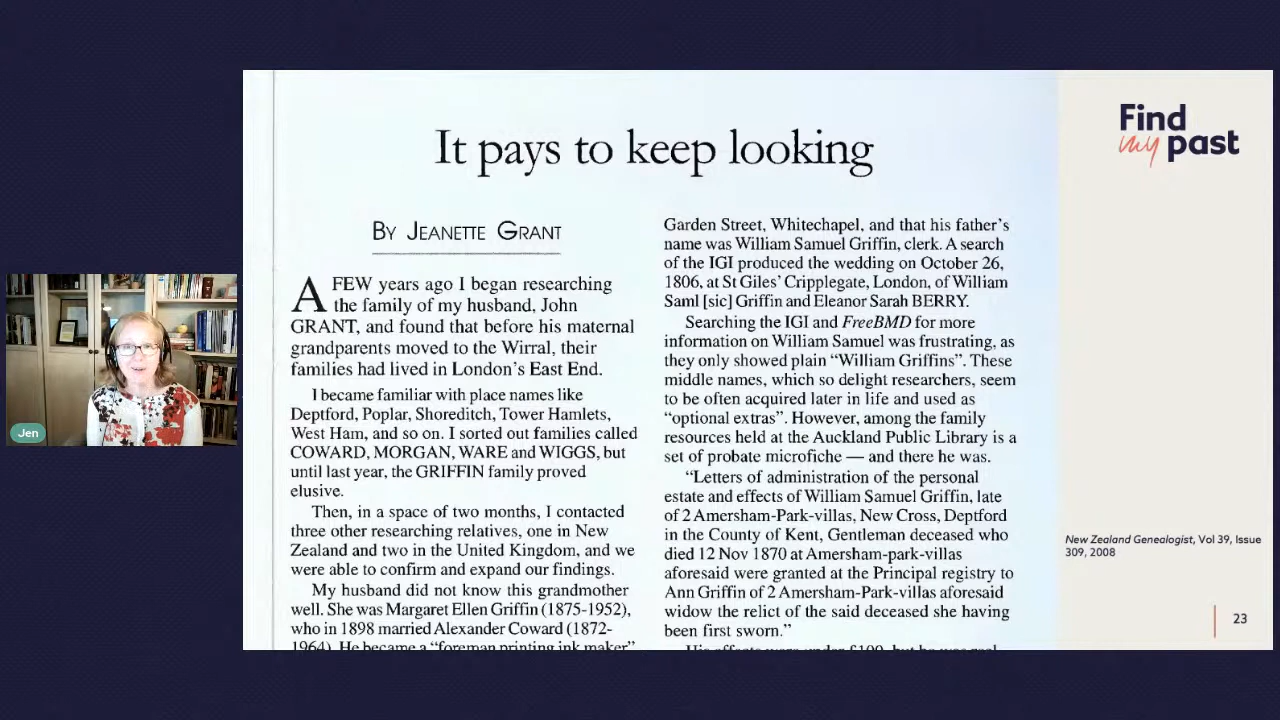 It pays to keep looking
BY JEANETTE GRANT
A FEW years ago I began researching
the family of my husband, John
GRANT, and found that before his maternal
grandparents moved to the Wirral, their
families had lived in London's East End.
I became familiar with place names like
Deptford, Poplar, Shoreditch, Tower Hamlets,
West Ham, and so on. I sorted out families called
COWARD, MORGAN, WARE and WIGGS, but
until last year, the GRIFFIN family proved
elusive.
Then, in a space of two months, I contacted
three other researching relatives, one in New
Zealand and two in the United Kingdom, and we
were able to confirm and expand our findings.
My husband did not know this grandmother
well. She was Margaret Ellen Griffin (1875-1952),
who in 1898 married Alexander Coward (1872-
1964). He became a "foreman printing ink maker"
Garden Street, Whitechapel, and that his father's
name was William Samuel Griffin, clerk. A search
of the IGI produced the wedding on October 26,
1806, at St Giles' Cripplegate, London, of William
Saml [sic] Griffin and Eleanor Sarah BERRY.
Searching the IGI and FreeBMD for more
information on William Samuel was frustrating, as
they only showed plain "William Griffins". These
middle names, which so delight researchers, seem
to be often acquired later in life and used as
"optional extras". However, among the family
resources held at the Auckland Public Library is a
set of probate microfiche — and there he was.
"Letters of administration of the personal
estate and effects of William Samuel Griffin, late
of 2 Amersham-Park-villas, New Cross, Deptford
in the County of Kent, Gentleman deceased who
died 12 Nov 1870 at Amersham-park-villas
aforesaid were granted at the Principal registry to
Ann Griffin of 2 Amersham-Park-villas aforesaid
widow the relict of the said deceased she having
been first sworn."
His effects were under £100, but he was
Find
my past
New Zealand Genealogist, Vol 39, Issue
309, 2008
23
Jen